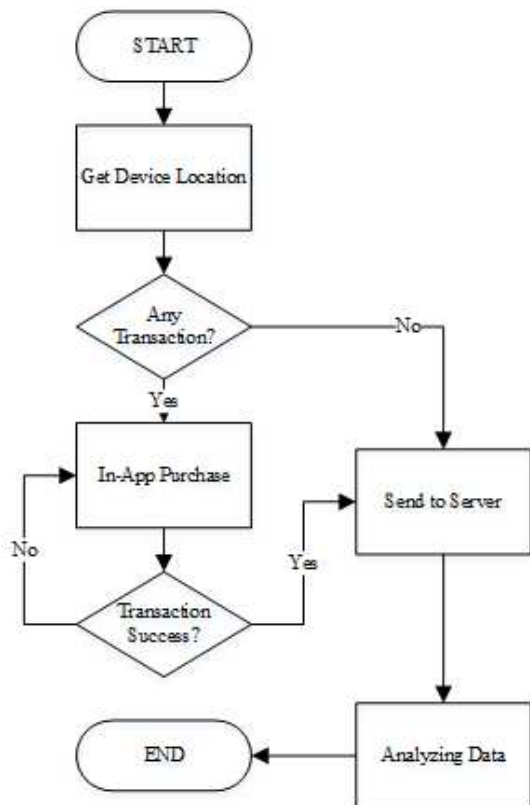 START
Get Device Location
Any
Transaction?
No
Yes
In-App Purchase
Send to Server
No
Yes
Transaction
Success?
END
Analyzing Data